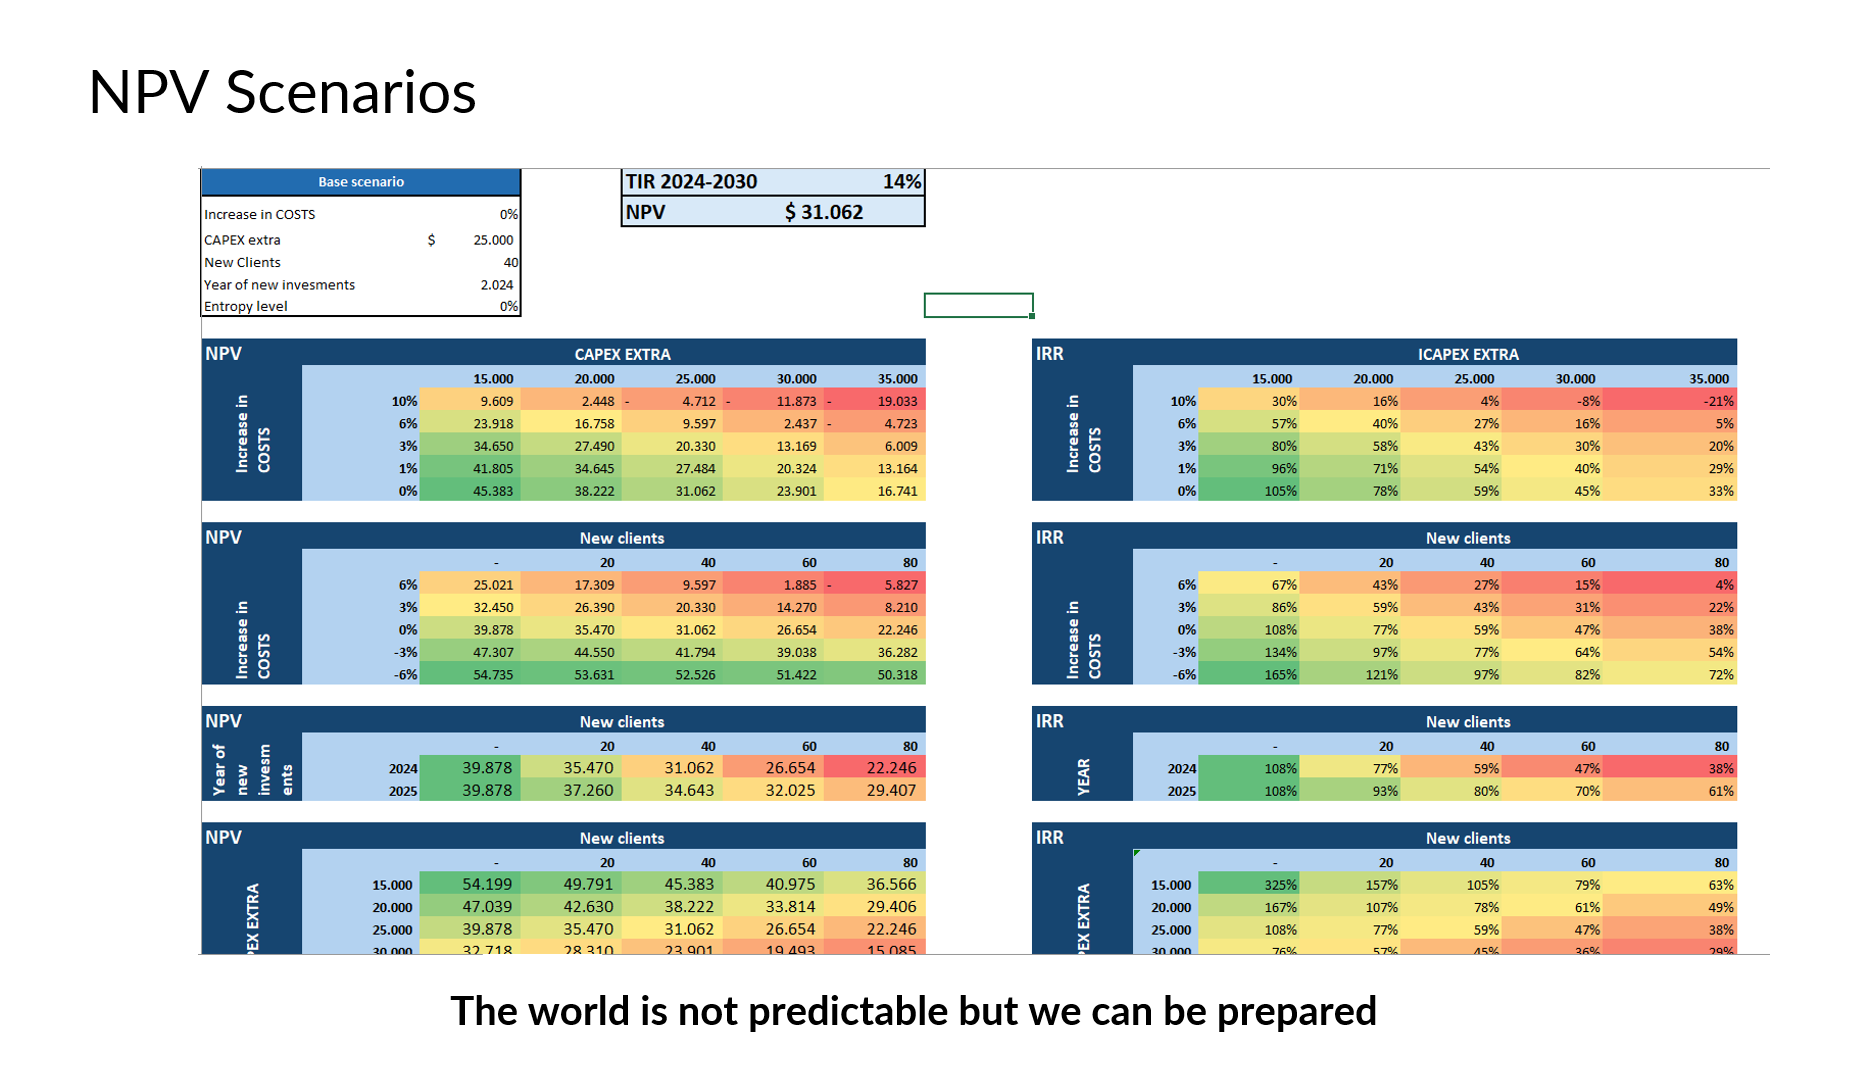 NPV Scenarios
Base scenario
Increase in COSTS 0%
CAPEX extra $ 25.000
New Clients 40
Year of new invesments 2.024
Entropy level 0%
TIR 2024-2030 14%
NPV $ 31.062
NPV CAPEX EXTRA
15.000 20.000 25.000 30.000 35.000
Increase in
COSTS
10% 9.609 2.448 - 4.712 - 11.873 - 19.033
6% 23.918 16.758 9.597 2.437 - 4.723
3% 34.650 27.490 20.330 13.169 6.009
1% 41.805 34.645 27.484 20.324 13.164
0% 45.383 38.222 31.062 23.901 16.741
IRR ICAPEX EXTRA
15.000 20.000 25.000 30.000 35.000
Increase in
COSTS
10% 30% 16% 4% -8% -21%
6% 57% 40% 27% 16% 5%
3% 80% 58% 43% 30% 20%
1% 96% 71% 54% 40% 29%
0% 105% 78% 59% 45% 33%
NPV New clients
- 20 40 60 80
Increase in
COSTS
6% 25.021 17.309 9.597 1.885 - 5.827
3% 32.450 26.390 20.330 14.270 8.210
0% 39.878 35.470 31.062 26.654 22.246
-3% 47.307 44.550 41.794 39.038 36.282
-6% 54.735 53.631 52.526 51.422 50.318
IRR New clients
- 20 40 60 80
Increase in
COSTS
6% 67% 43% 27% 15% 4%
3% 86% 59% 43% 31% 22%
0% 108% 77% 59% 47% 38%
-3% 134% 97% 77% 64% 54%
-6% 165% 121% 97% 82% 72%
NPV New clients
- 20 40 60 80
Year of
new
invesm
ents
2024 39.878 35.470 31.062 26.654 22.246
2025 39.878 37.260 34.643 32.025 29.407
IRR New clients
- 20 40 60 80
YEAR
2024 108% 77% 59% 47% 38%
2025 108% 93% 80% 70% 61%
NPV New clients
- 20 40 60 80
PEX EXTRA
15.000 54.199 49.791 45.383 40.975 36.566
20.000 47.039 42.630 38.222 33.814 29.406
25.000 39.878 35.470 31.062 26.654 22.246
30.000 32.718 28.310 23.901 19.493 15.085
IRR New clients
- 20 40 60 80
PEX EXTRA
15.000 325% 157% 105% 79% 63%
20.000 167% 107% 78% 61% 49%
25.000 108% 77% 59% 47% 38%
30.000 76% 57% 45% 36% 29%
The world is not predictable but we can be prepared